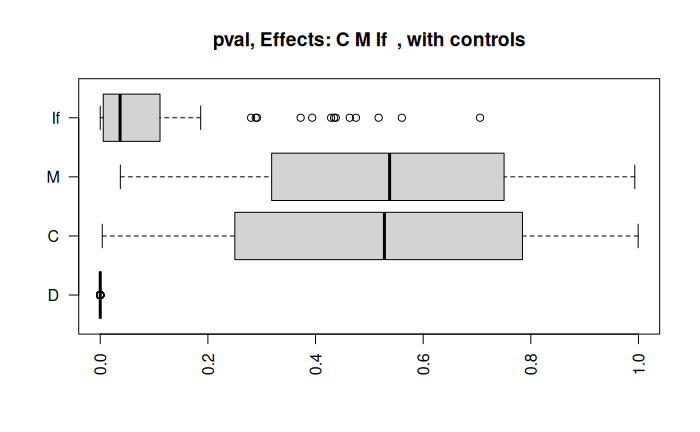 pval, Effects: C M If , with controls
If
M
C
D
0.0 0.2 0.4 0.6 0.8 1.0